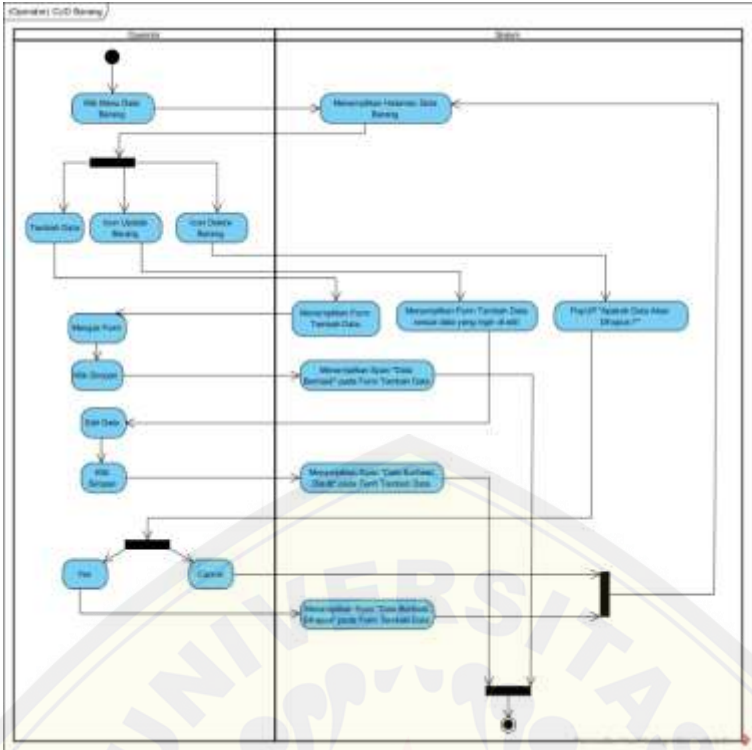 (Operator) CUD Barang
Operator
Sistem
Klik Menu Data
Barang
Menampilkan Halaman Data
Barang
Tambah Data
Icon Update
Barang
Icon Delete
Barang
Menampilkan Form
Tambah Data
Menampilkan Form Tambah Data
sesuai data yang ingin di edit
PopUP "Apakah Data Akan
Dihapus?"
Mengisi Form
Klik Simpan
Menampilkan "Data
Berhasil" pada Form Tambah Data
Edit Data
Klik
Simpan
Menampilkan "Data Berhasil
Diedit" pada Form Tambah Data
Yes
Cancel
Menampilkan "Data Berhasil
Dihapus" pada Form Tambah Data
UNIVERSITA